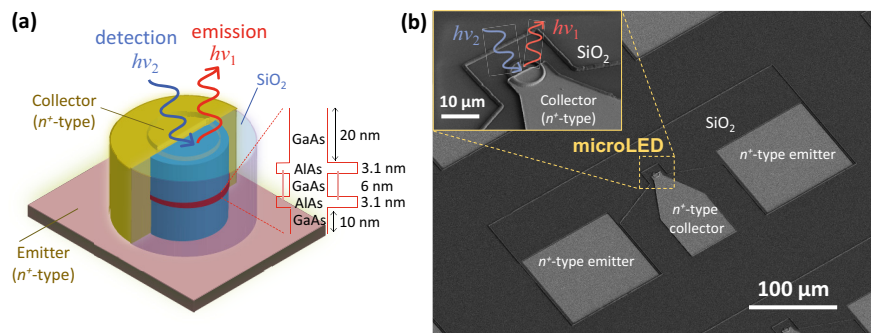 (a)
detection
hν2
emission
hν1
SiO2
Collector
(n+-type)
GaAs
20 nm
AlAs
3.1 nm
GaAs
6 nm
AlAs
3.1 nm
GaAs
10 nm
Emitter
(n+-type)
(b)
hν2
hν1
SiO2
10 µm
Collector
(n+-type)
SiO2
microLED
n+-type emitter
n+-type
collector
n+-type emitter
100 µm